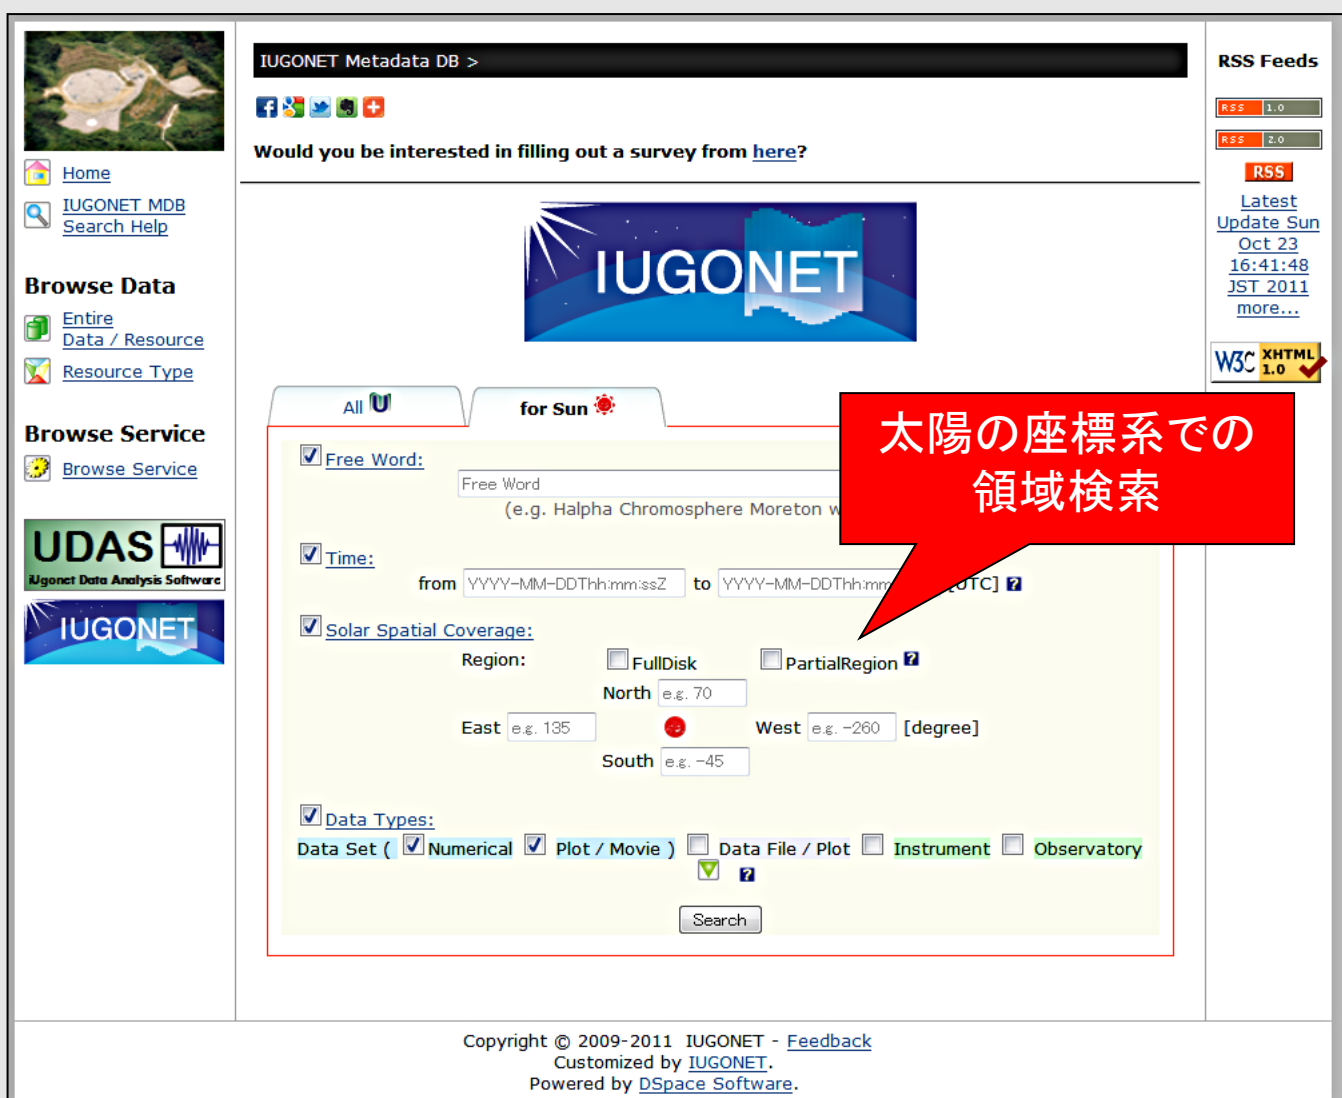 Home
IUGONET MDB
Search Help
Browse Data
Entire
Data / Resource
Resource Type
Browse Service
Browse Service
UDAS
iUgonet Data Analysis Software
IUGONET
IUGONET Metadata DB >
Would you be interested in filling out a survey from here?
IUGONET
All
for Sun
太陽の座標系での
領域検索
Free Word:
Free Word
(e.g. Halpha Chromosphere Moreton w
Time:
from YYYY-MM-DDThh:mm:ssZ to YYYY-MM-DDThh:mm [UTC] ?
Solar Spatial Coverage:
Region: FullDisk PartialRegion ?
North e.g. 70
East e.g. 135 West e.g. -260 [degree]
South e.g. -45
Data Types:
Data Set ( Numerical Plot / Movie ) Data File / Plot Instrument Observatory
?
Search
RSS Feeds
RSS 1.0
RSS 2.0
RSS
Latest
Update Sun
Oct 23
16:41:48
JST 2011
more...
W3C XHTML
1.0
Copyright © 2009-2011 IUGONET - Feedback
Customized by IUGONET.
Powered by DSpace Software.